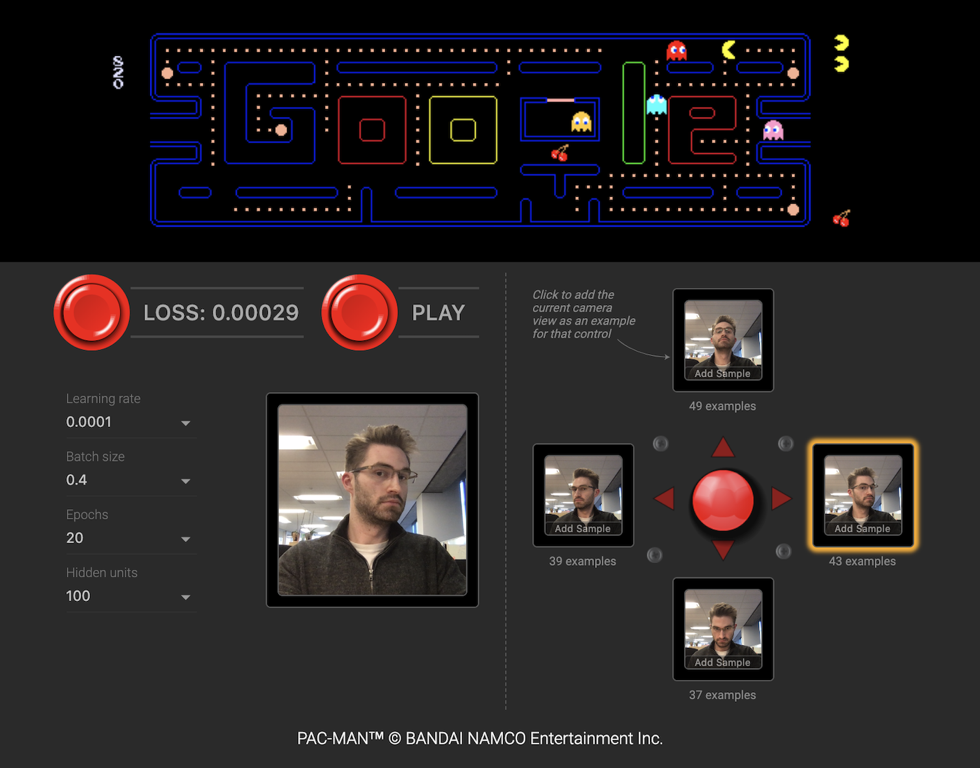 820
LOSS: 0.00029
PLAY
Click to add the
current camera
view as an example
for that control
Add Sample
49 examples
Learning rate
0.0001
Batch size
0.4
Epochs
20
Hidden units
100
Add Sample
39 examples
Add Sample
43 examples
Add Sample
37 examples
PAC-MAN™ © BANDAI NAMCO Entertainment Inc.